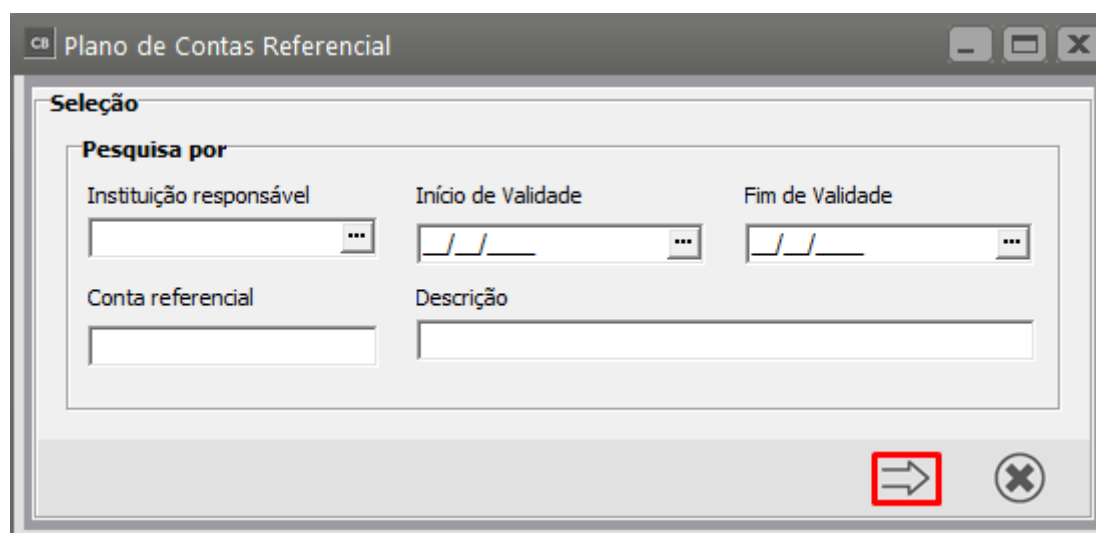 CB Plano de Contas Referencial
Seleção
Pesquisa por
Instituição responsável Início de Validade Fim de Validade
... __/__/____ ... __/__/____ ...
Conta referencial Descrição